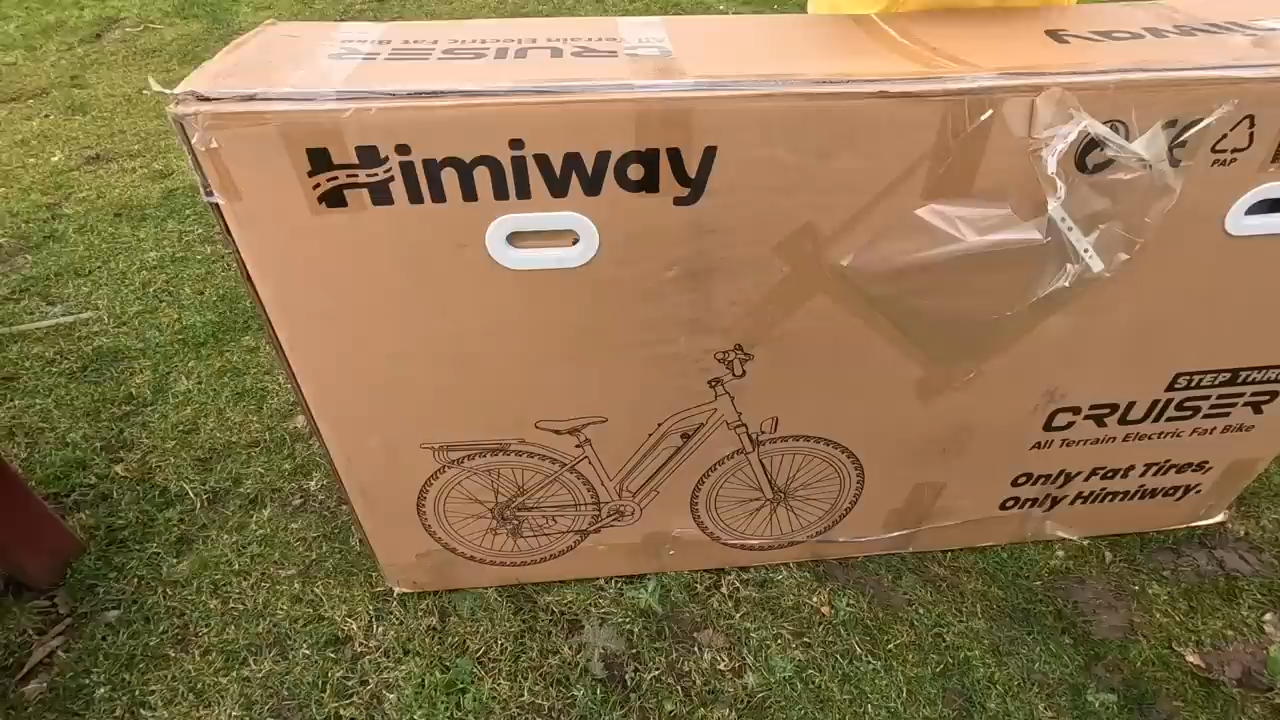 CRUISER
All Terrain Electric Fat Bike
Himiway
CE
PAP
STEP THR
CRUISER
All Terrain Electric Fat Bike
Only Fat Tires,
Only Himiway.